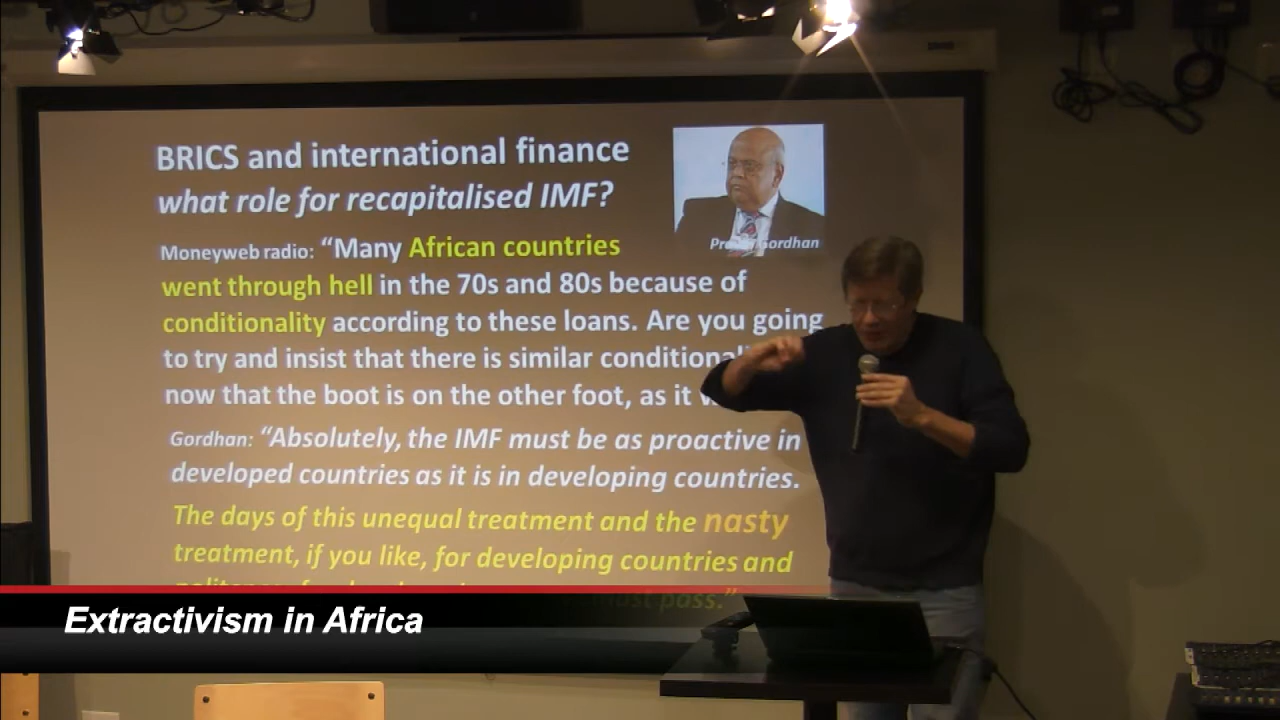 BRICS and international finance
what role for recapitalised IMF?
Gordhan
Moneyweb radio: “Many African countries
went through hell in the 70s and 80s because of
conditionality according to these loans. Are you going
to try and insist that there is similar
now that the boot is on the other foot, as it
Gordhan: “Absolutely, the IMF must be as proactive in
developed countries as it is in developing countries.
The days of this unequal treatment and the nasty
treatment, if you like, for developing countries and
must pass.”
Extractivism in Africa